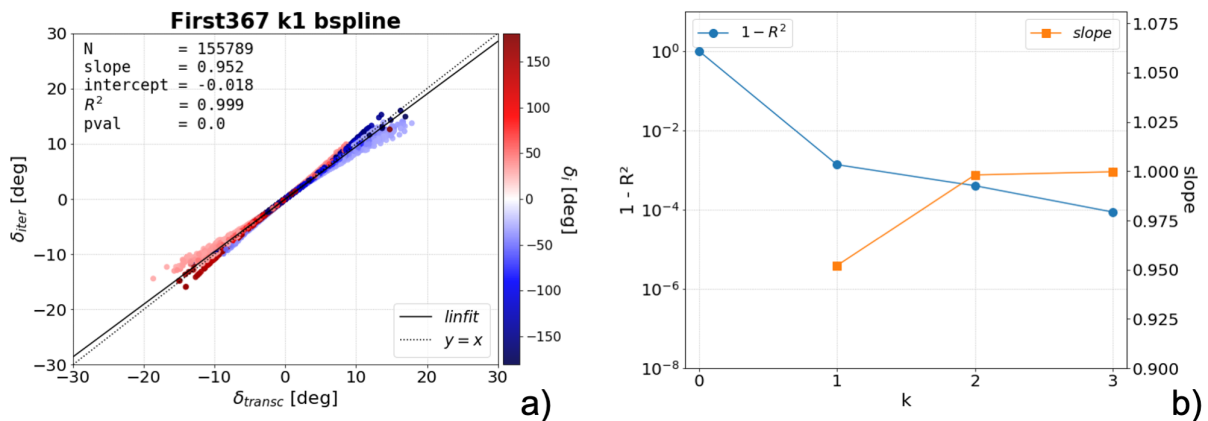 First367 k1 bspline
N = 155789
slope = 0.952
intercept = -0.018
R² = 0.999
pval = 0.0
30
20
10
0
−10
−20
−30
−30 −20 −10 0 10 20 30
δiter [deg]
δtransc [deg]
linfit
y = x
150
100
50
0
−50
−100
−150
δi [deg]
a)
1 − R²
slope
10⁰
10⁻²
10⁻⁴
10⁻⁶
10⁻⁸
1 - R²
0 1 2 3
k
1.075
1.050
1.025
1.000
0.975
0.950
0.925
0.900
slope
b)